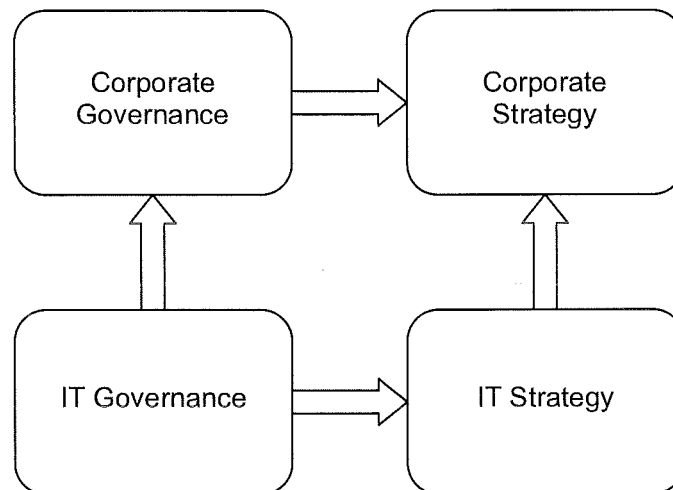 Corporate
Governance
Corporate
Strategy
IT Governance
IT Strategy